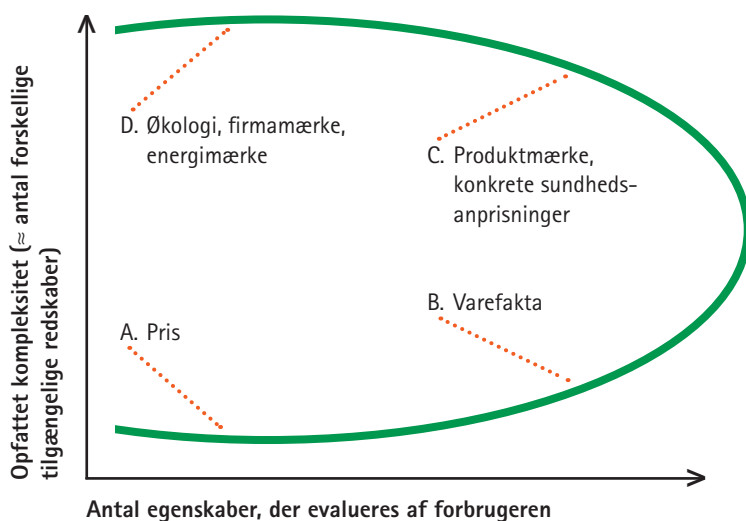 Opfattet kompleksitet (≈ antal forskellige
tilgængelige redskaber)
D. Økologi, firmamærke,
energimærke
C. Produktmærke,
konkrete sundheds-
anprisninger
A. Pris
B. Varefakta
Antal egenskaber, der evalueres af forbrugeren